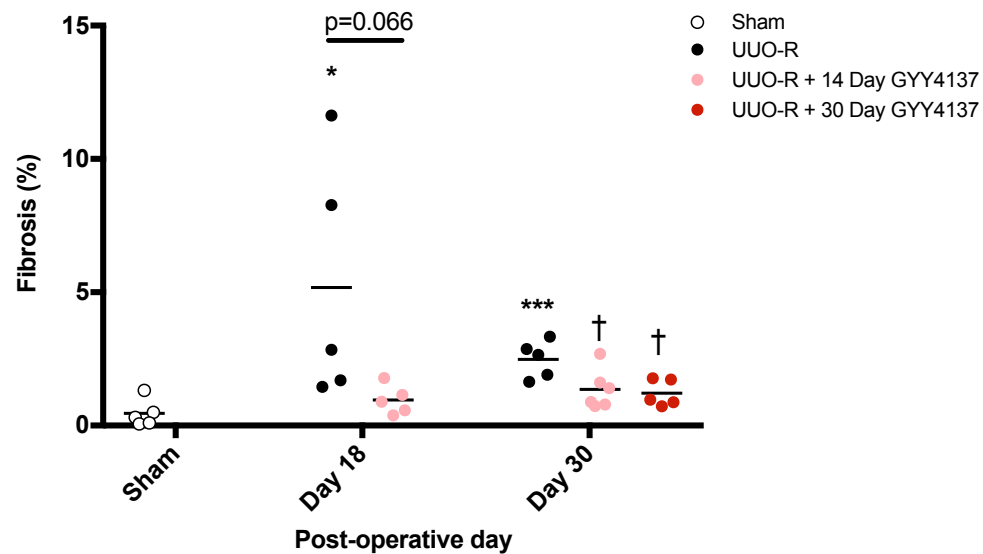 15
10
5
0
Fibrosis (%)
p=0.066
*
***
†
†
Sham
UUO-R
UUO-R + 14 Day GYY4137
UUO-R + 30 Day GYY4137
Sham
Day 18
Day 30
Post-operative day